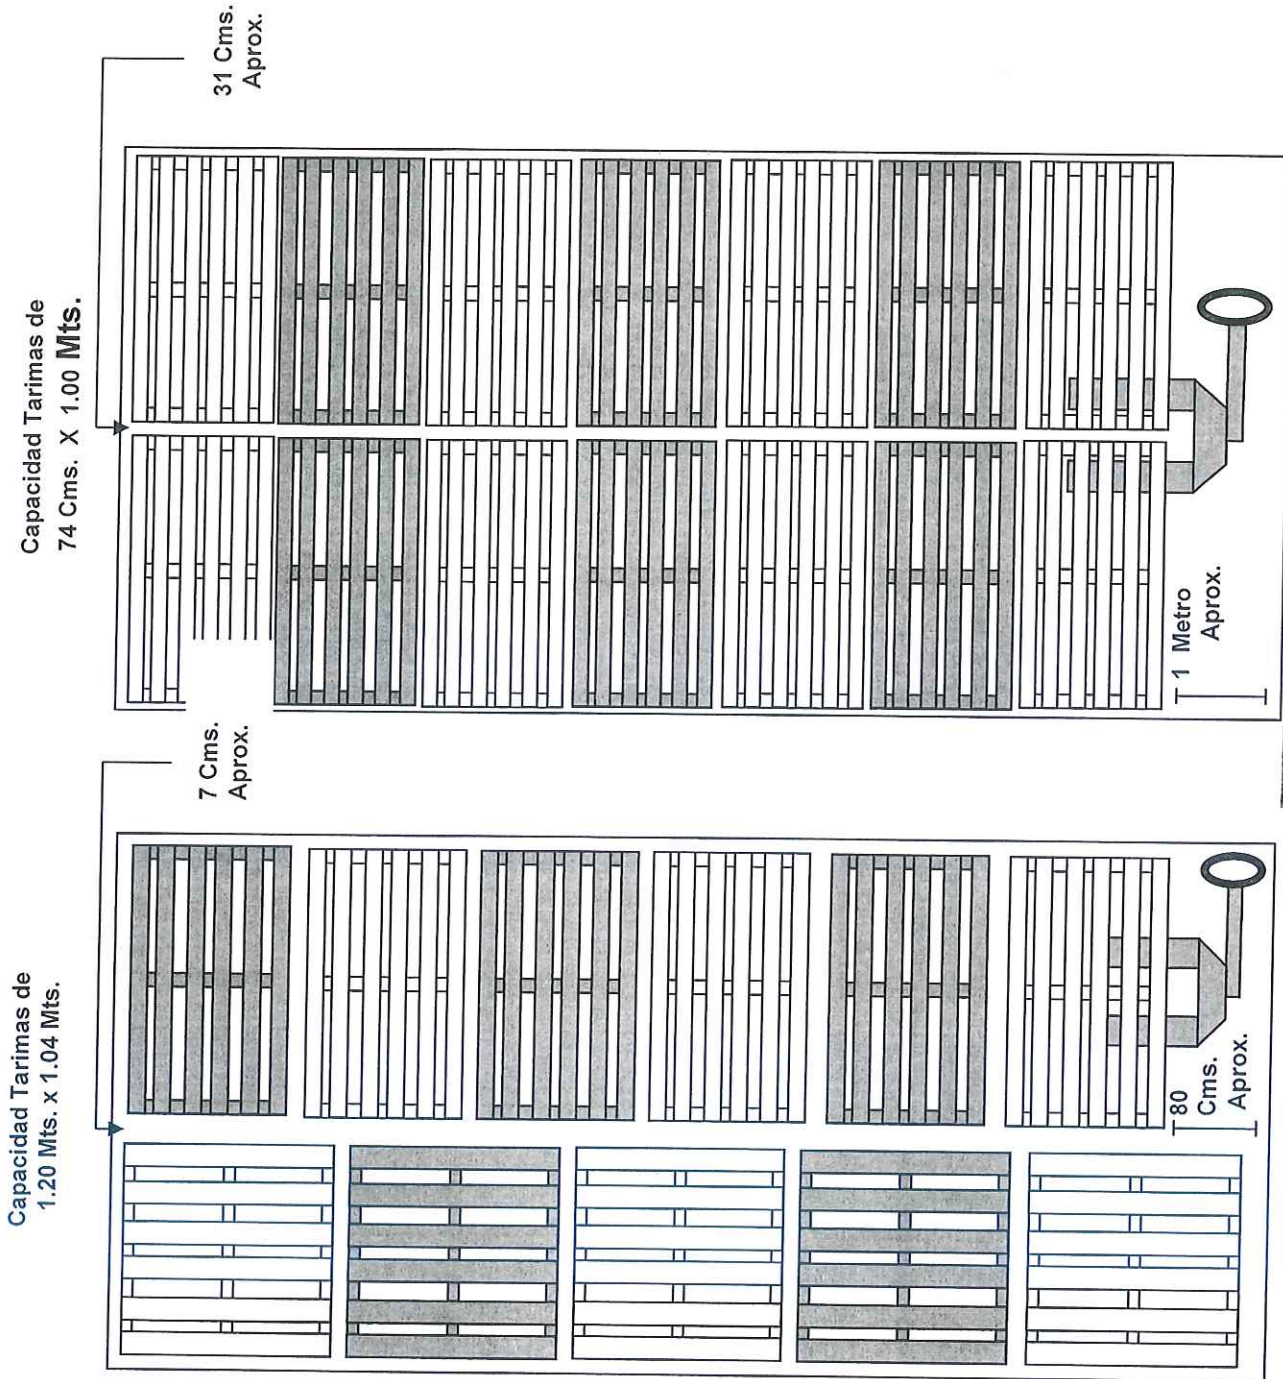 Capacidad Tarimas de
1.20 Mts. x 1.04 Mts.
7 Cms.
Aprox.
80
Cms.
Aprox.
Capacidad Tarimas de
74 Cms. X 1.00 Mts.
31 Cms.
Aprox.
1 Metro
Aprox.